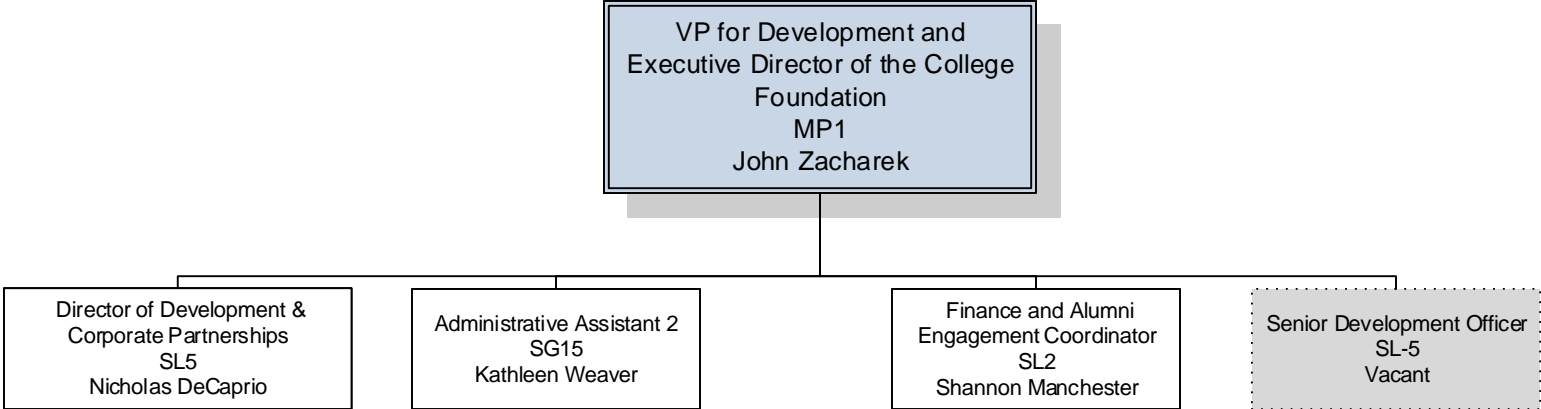 VP for Development and
Executive Director of the College
Foundation
MP1
John Zacharek
Director of Development &
Corporate Partnerships
SL5
Nicholas DeCaprio
Administrative Assistant 2
SG15
Kathleen Weaver
Finance and Alumni
Engagement Coordinator
SL2
Shannon Manchester
Senior Development Officer
SL-5
Vacant